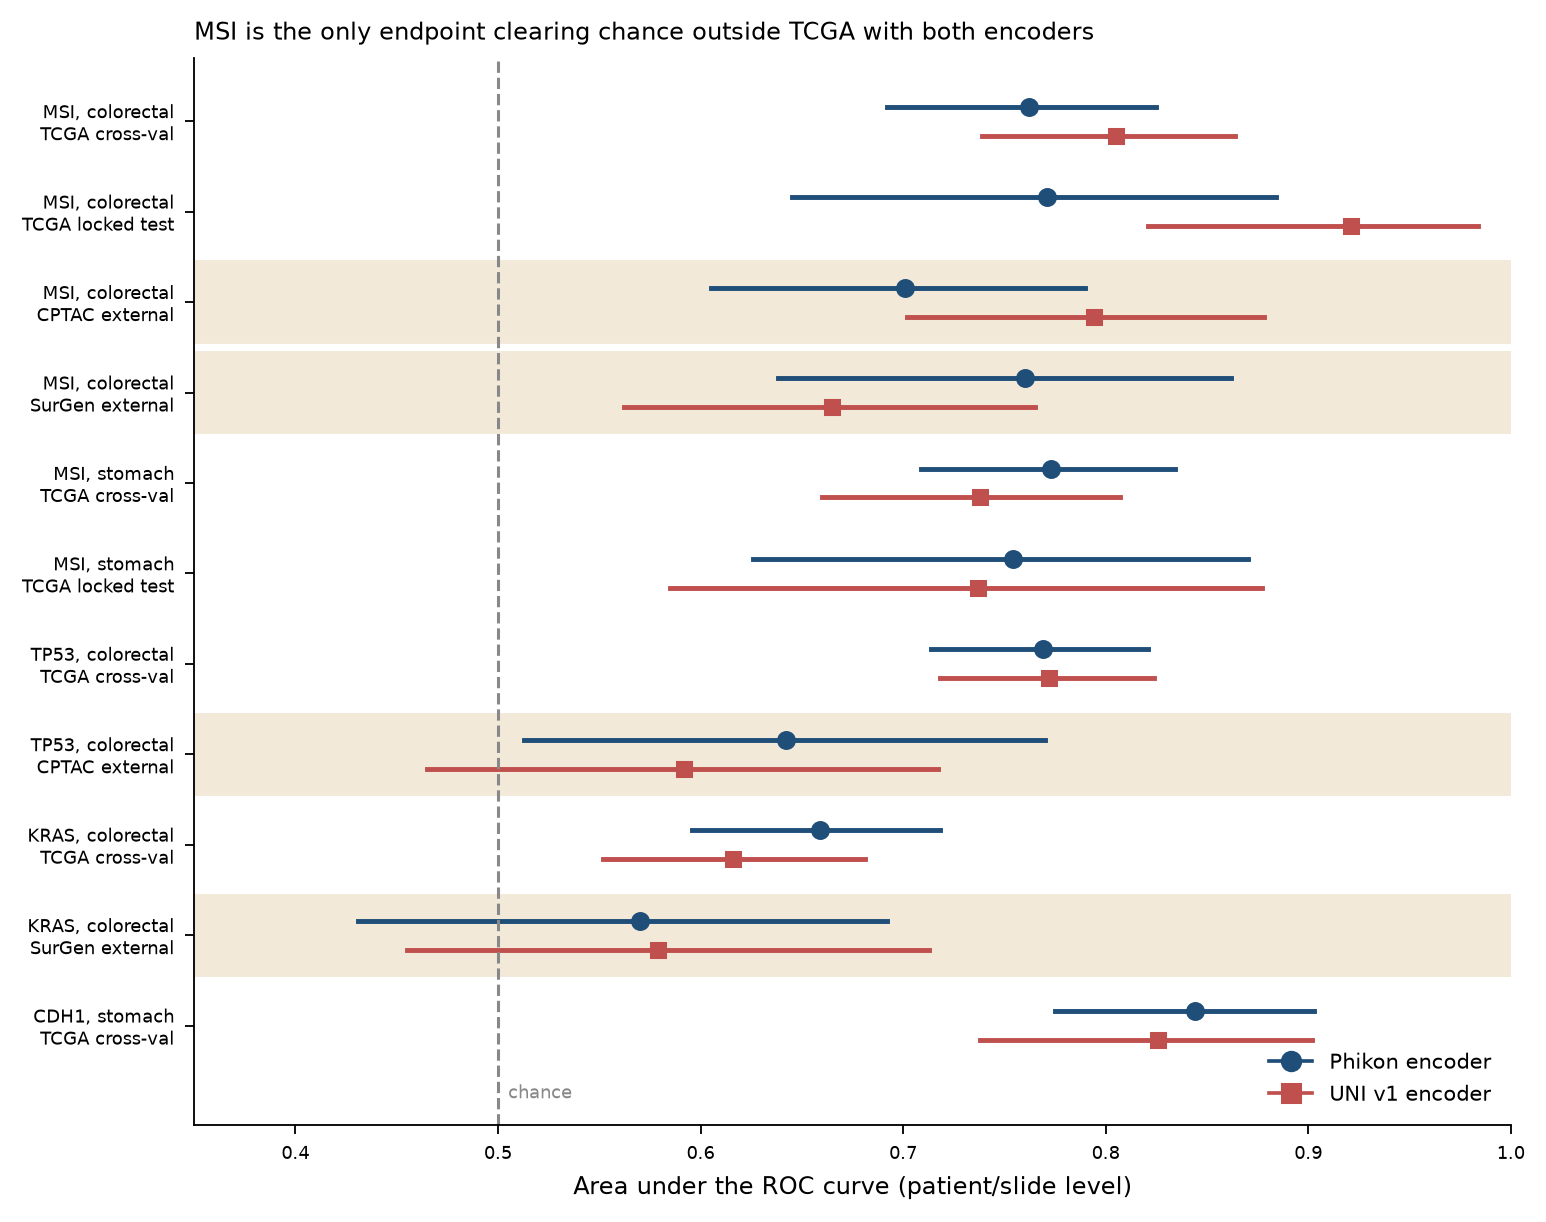 MSI is the only endpoint clearing chance outside TCGA with both encoders
MSI, colorectal
TCGA cross-val
MSI, colorectal
TCGA locked test
MSI, colorectal
CPTAC external
MSI, colorectal
SurGen external
MSI, stomach
TCGA cross-val
MSI, stomach
TCGA locked test
TP53, colorectal
TCGA cross-val
TP53, colorectal
CPTAC external
KRAS, colorectal
TCGA cross-val
KRAS, colorectal
SurGen external
CDH1, stomach
TCGA cross-val
Phikon encoder
UNI v1 encoder
chance
0.4 0.5 0.6 0.7 0.8 0.9 1.0
Area under the ROC curve (patient/slide level)